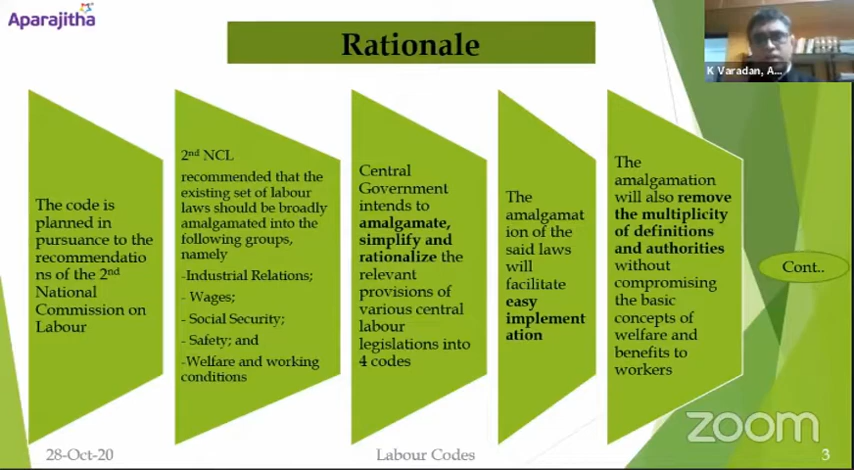 Aparajitha
Rationale
K Varadan, A...
The code is
planned in
pursuance to the
recommendatio
ns of the 2nd
National
Commission on
Labour
2nd NCL
recommended that the
existing set of labour
laws should be broadly
amalgamated into the
following groups,
namely
-Industrial Relations;
- Wages;
- Social Security;
- Safety; and
-Welfare and working
conditions
Central
Government
intends to
amalgamate,
simplify and
rationalize the
relevant
provisions of
various central
labour
legislations into
4 codes
The
amalgamat
ion of the
said laws
will
facilitate
easy
implement
ation
The
amalgamation
will also remove
the multiplicity
of definitions
and authorities
without
compromising
the basic
concepts of
welfare and
benefits to
workers
Cont..
28-Oct-20
Labour Codes
zoom
3